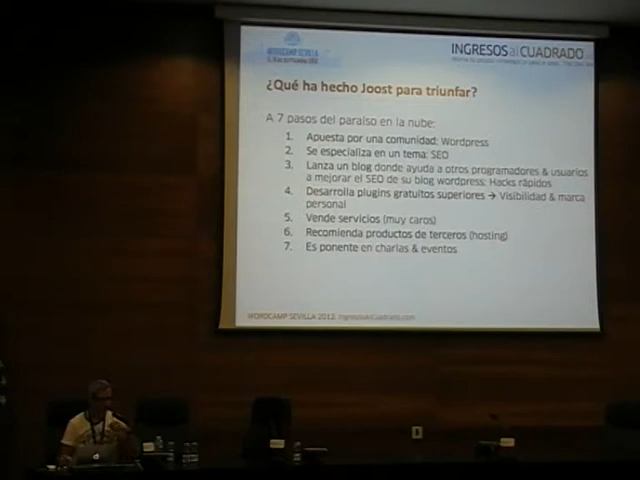 WORDCAMP SEVILLA
INGRESOS al CUADRADO
¿Qué ha hecho Joost para triunfar?
A 7 pasos del paraíso en la nube:
1. Apuesta por una comunidad: Wordpress
2. Se especializa en un tema: SEO
3. Lanza un blog donde ayuda a otros programadores & usuarios
a mejorar el SEO de su blog wordpress: Hacks rápidos
4. Desarrolla plugins gratuitos superiores → Visibilidad & marca
personal
5. Vende servicios (muy caros)
6. Recomienda productos de terceros (hosting)
7. Es ponente en charlas & eventos
WORDCAMP SEVILLA 2012. IngresosAlCuadrado.com